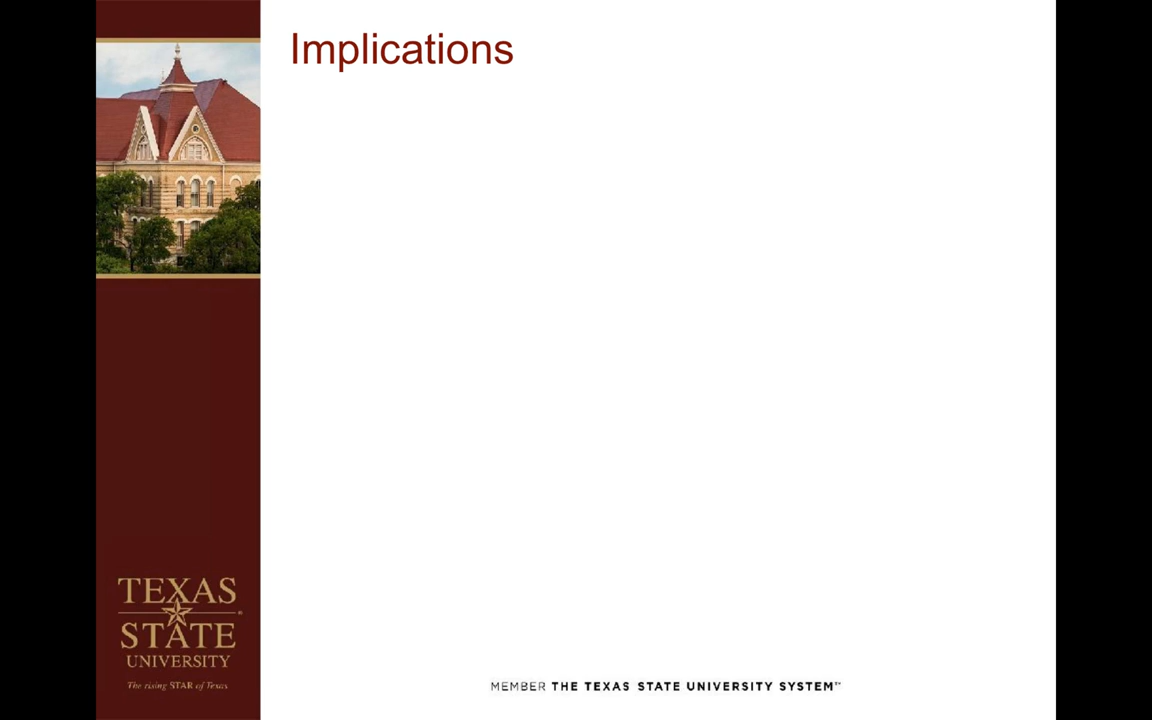 Implications
TEXAS
STATE
®
UNIVERSITY
The rising STAR of Texas
MEMBER THE TEXAS STATE UNIVERSITY SYSTEM™